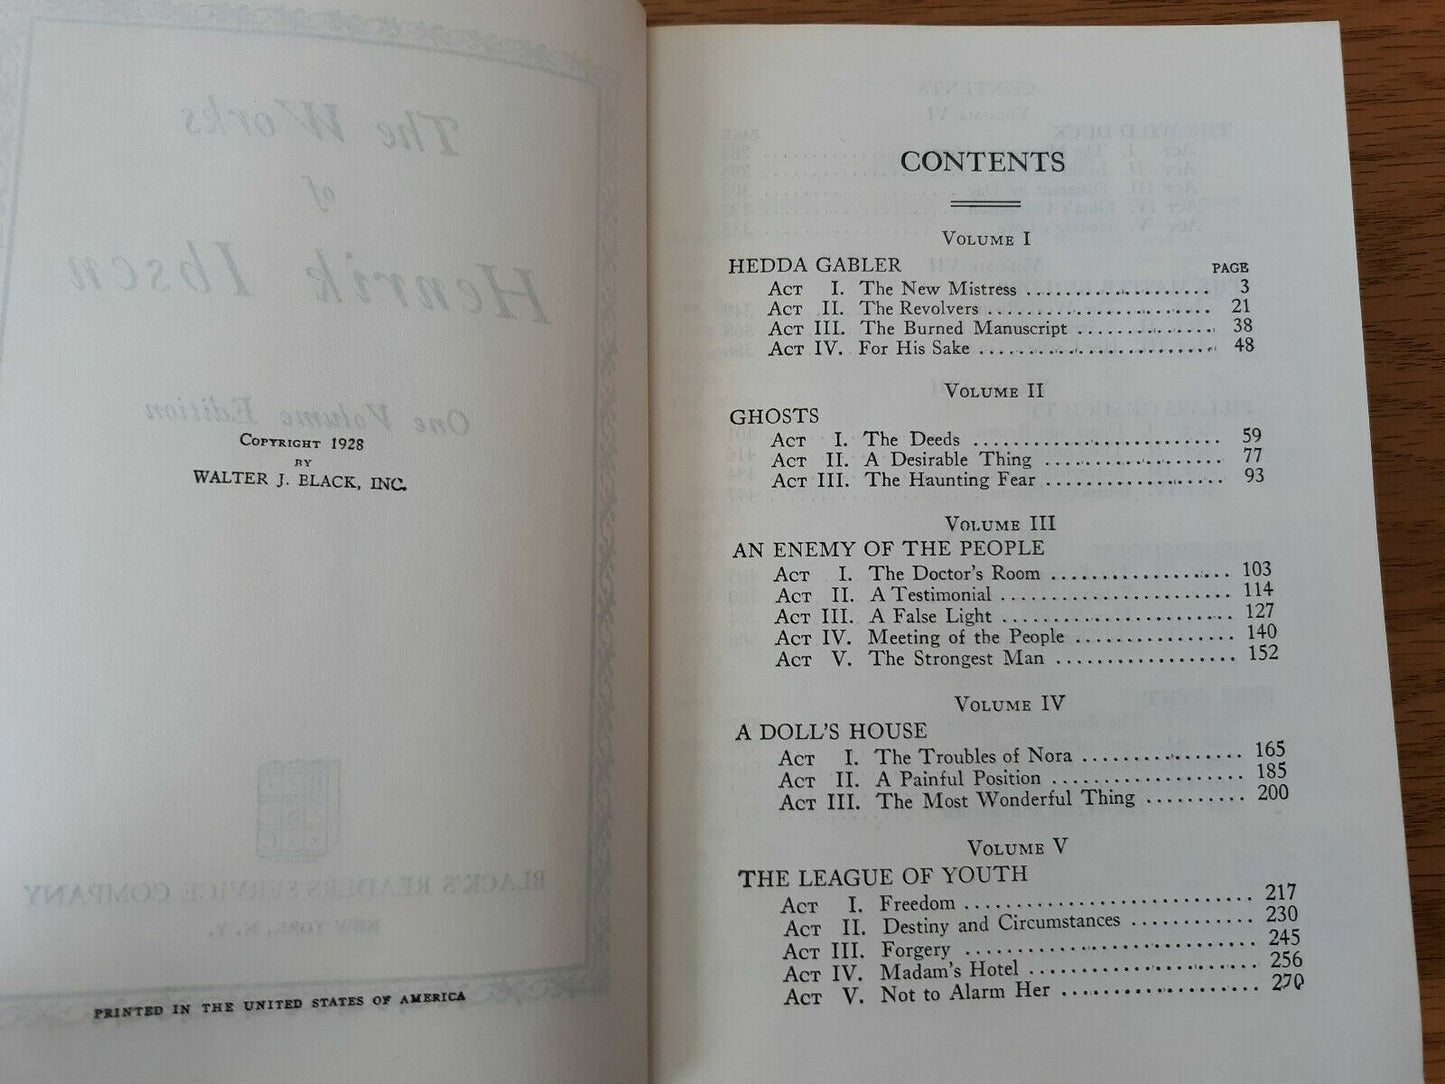 The Works
of
Henrik Ibsen
One Volume Edition
COPYRIGHT 1928
BY
WALTER J. BLACK, INC.
BLACK'S READERS SERVICE COMPANY
NEW YORK, N. Y.
PRINTED IN THE UNITED STATES OF AMERICA
CONTENTS
VOLUME I
HEDDA GABLER PAGE
ACT I. The New Mistress .................... 3
ACT II. The Revolvers ........................ 21
ACT III. The Burned Manuscript ............... 38
ACT IV. For His Sake ......................... 48
VOLUME II
GHOSTS
ACT I. The Deeds .......................... 59
ACT II. A Desirable Thing ................... 77
ACT III. The Haunting Fear ................... 93
VOLUME III
AN ENEMY OF THE PEOPLE
ACT I. The Doctor's Room ................... 103
ACT II. A Testimonial ........................ 114
ACT III. A False Light ........................ 127
ACT IV. Meeting of the People ................. 140
ACT V. The Strongest Man ................... 152
VOLUME IV
A DOLL'S HOUSE
ACT I. The Troubles of Nora ................. 165
ACT II. A Painful Position .................... 185
ACT III. The Most Wonderful Thing .......... 200
VOLUME V
THE LEAGUE OF YOUTH
ACT I. Freedom ............................ 217
ACT II. Destiny and Circumstances ............ 230
ACT III. Forgery ............................. 245
ACT IV. Madam's Hotel ....................... 256
ACT V. Not to Alarm Her .................... 270